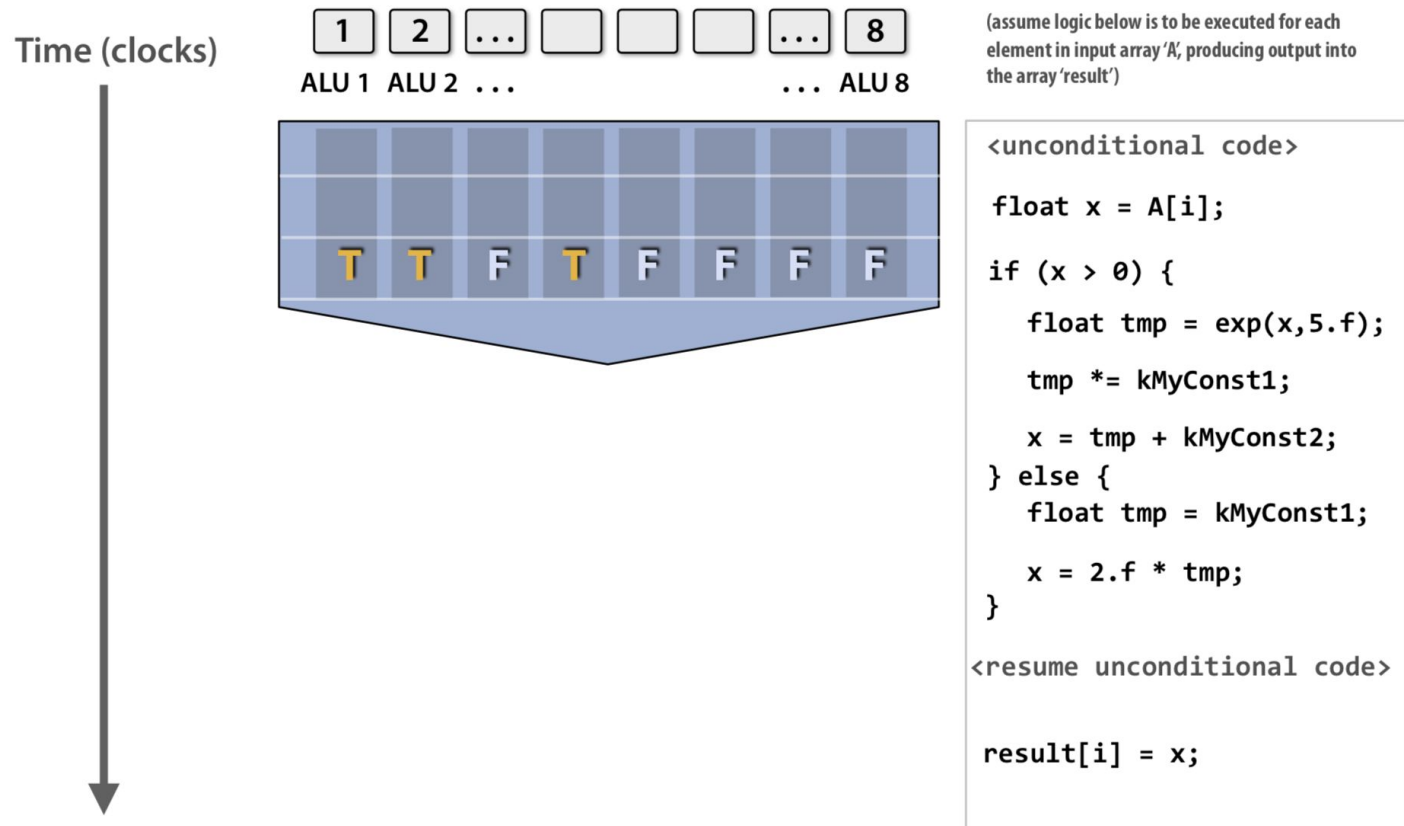 Time (clocks)
1 2 ... ... 8
ALU 1 ALU 2 ... ... ALU 8
T T F T F F F F
(assume logic below is to be executed for each
element in input array ‘A’, producing output into
the array ‘result’)
<unconditional code>
float x = A[i];
if (x > 0) {
float tmp = exp(x,5.f);
tmp *= kMyConst1;
x = tmp + kMyConst2;
} else {
float tmp = kMyConst1;
x = 2.f * tmp;
}
<resume unconditional code>
result[i] = x;